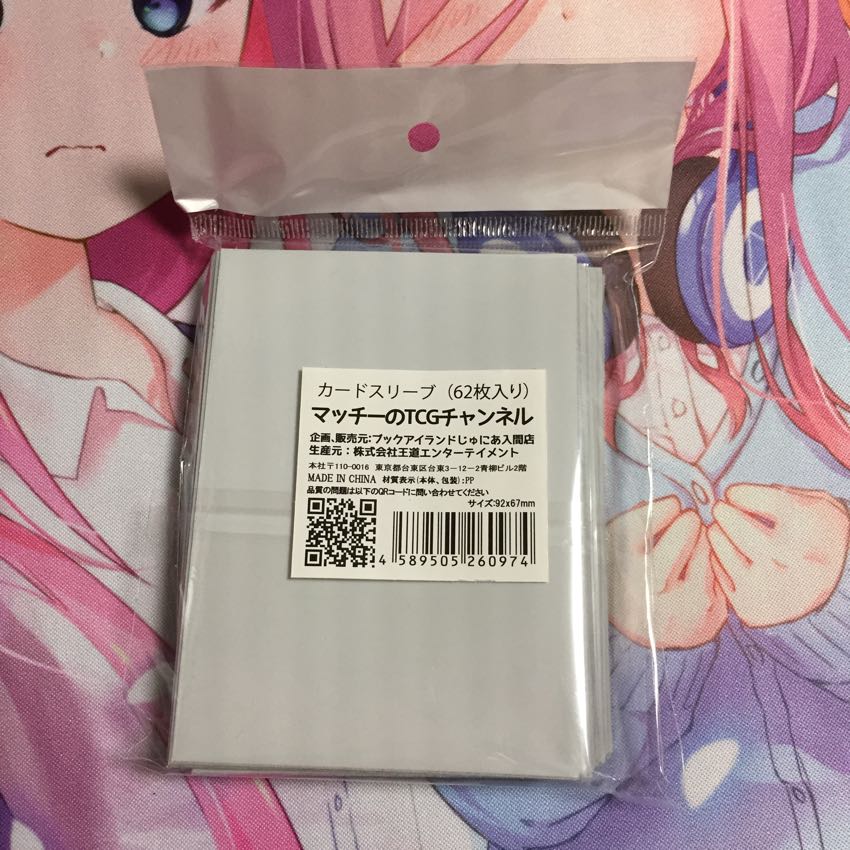 カードスリーブ（62枚入り）
マッチーのTCGチャンネル
企画、販売元:ブックアイランドじゅにあ入間店
生産元：株式会社王道エンターテイメント
本社〒110-0016 東京都台東区台東3-12-2青柳ビル2階
MADE IN CHINA 材質表示(本体、包装):PP
品質の問題は以下のQRコードに問い合わせてください
サイズ:92x67mm
4 589505 260974